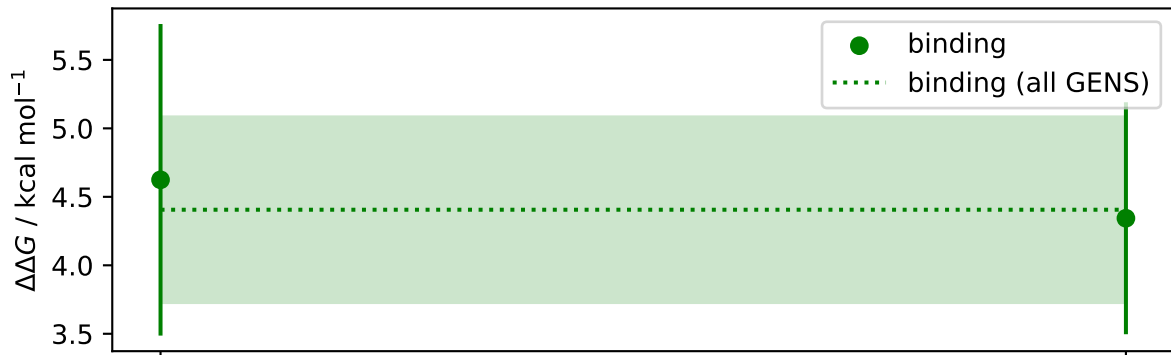 ΔΔG / kcal mol⁻¹
5.5
5.0
4.5
4.0
3.5
binding
binding (all GENS)